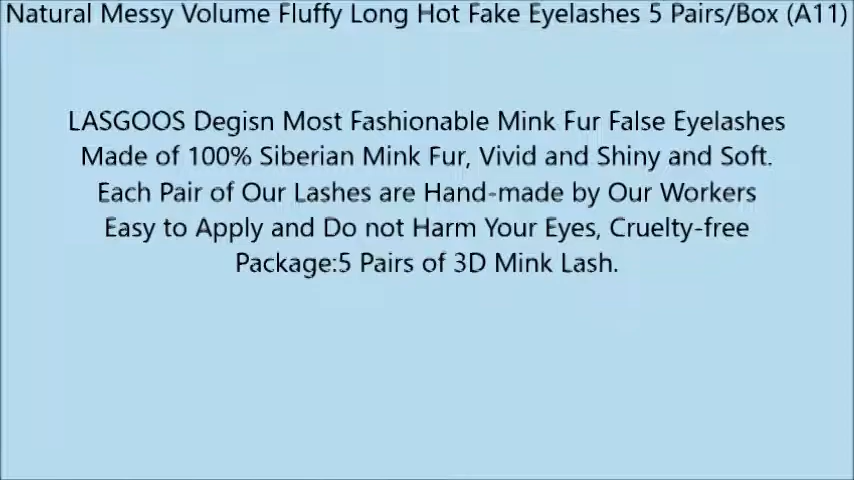 Natural Messy Volume Fluffy Long Hot Fake Eyelashes 5 Pairs/Box (A11)
LASGOOS Degisn Most Fashionable Mink Fur False Eyelashes
Made of 100% Siberian Mink Fur, Vivid and Shiny and Soft.
Each Pair of Our Lashes are Hand-made by Our Workers
Easy to Apply and Do not Harm Your Eyes, Cruelty-free
Package:5 Pairs of 3D Mink Lash.